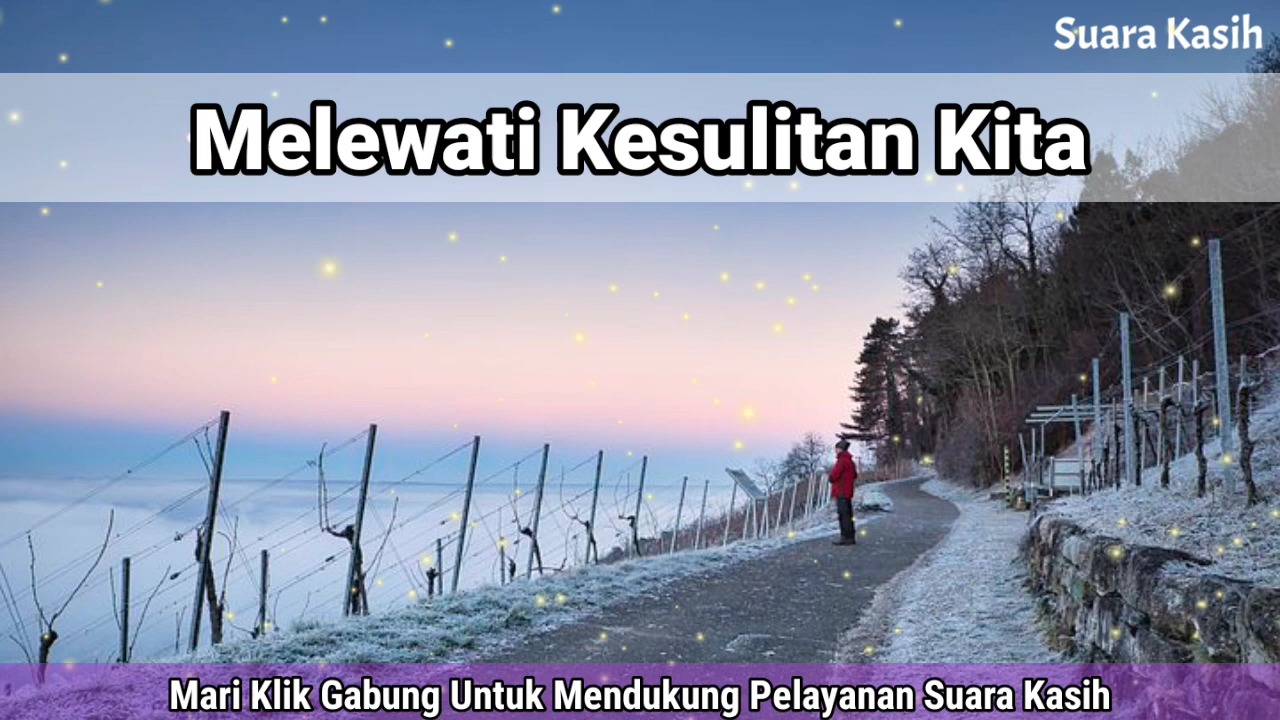 Suara Kasih
Melewati Kesulitan Kita
Mari Klik Gabung Untuk Mendukung Pelayanan Suara Kasih